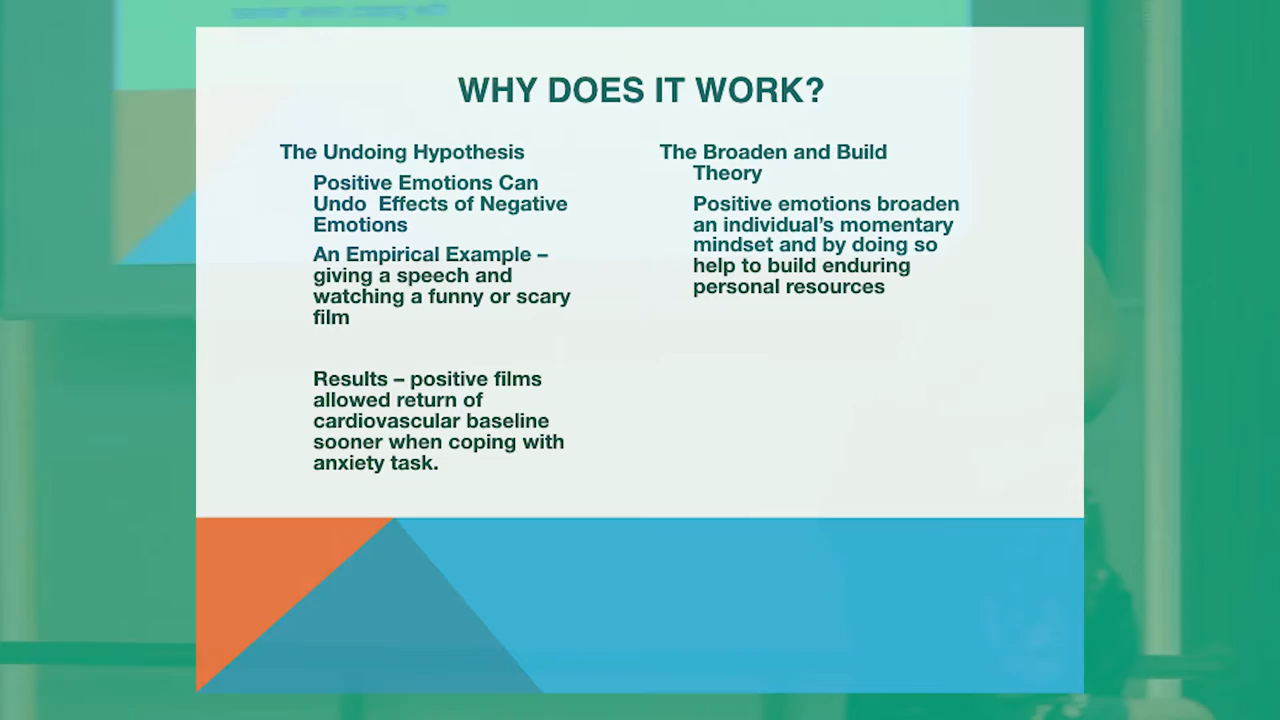 WHY DOES IT WORK?
The Undoing Hypothesis
Positive Emotions Can
Undo  Effects of Negative
Emotions
An Empirical Example –
giving a speech and
watching a funny or scary
film
Results – positive films
allowed return of
cardiovascular baseline
sooner when coping with
anxiety task.
The Broaden and Build
Theory
Positive emotions broaden
an individual’s momentary
mindset and by doing so
help to build enduring
personal resources